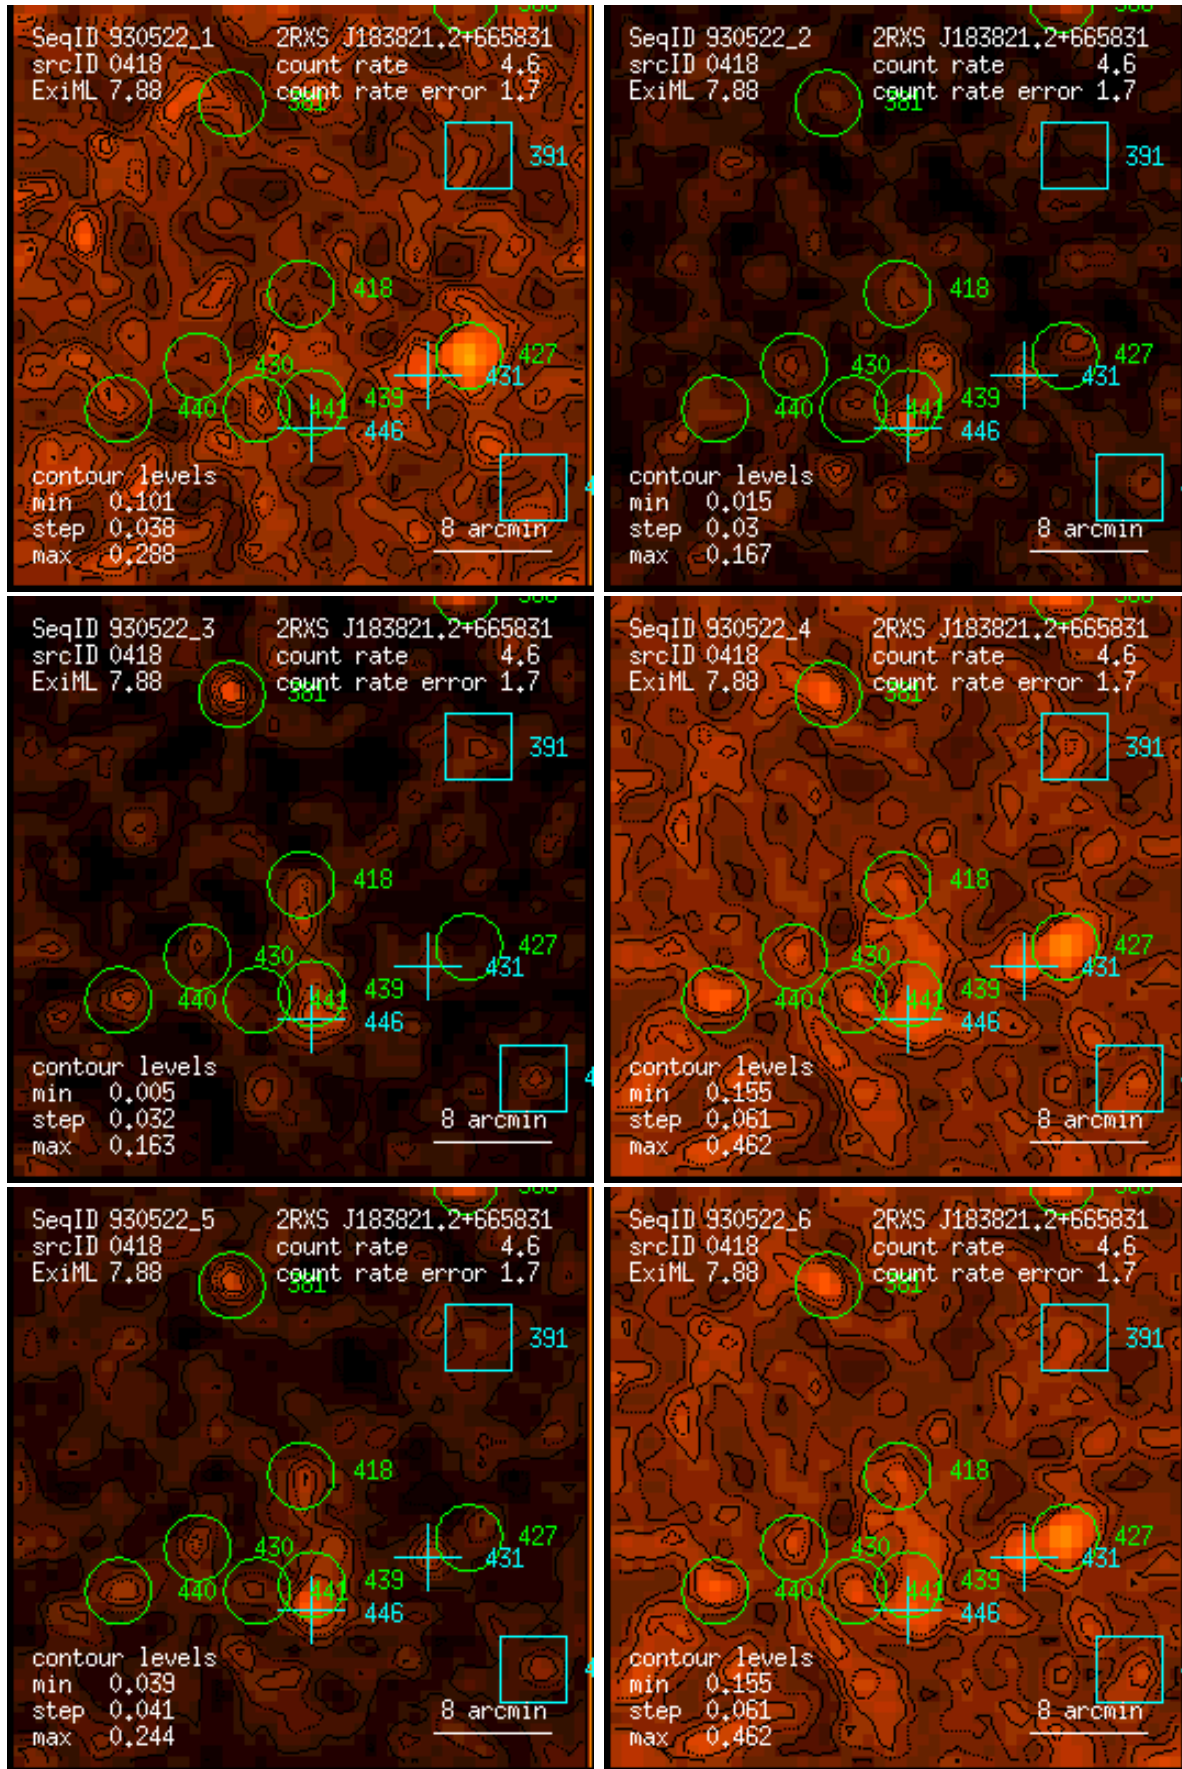 388
SeqID 930522_1 2RXS J183821.2+665831
srcID 0418 count rate 4.6
ExiML 7.88 count rate error 1.7
381
391
418
430
427
431
440
441
439
446
contour levels
min 0.101
step 0.038
max 0.288
8 arcmin
4
388
SeqID 930522_2 2RXS J183821.2+665831
srcID 0418 count rate 4.6
ExiML 7.88 count rate error 1.7
381
391
418
430
427
431
440
441
439
446
contour levels
min 0.015
step 0.03
max 0.167
8 arcmin
388
SeqID 930522_3 2RXS J183821.2+665831
srcID 0418 count rate 4.6
ExiML 7.88 count rate error 1.7
381
391
418
430
427
431
440
441
439
446
contour levels
min 0.005
step 0.032
max 0.163
8 arcmin
4
388
SeqID 930522_4 2RXS J183821.2+665831
srcID 0418 count rate 4.6
ExiML 7.88 count rate error 1.7
381
391
418
430
427
431
440
441
439
446
contour levels
min 0.155
step 0.061
max 0.462
8 arcmin
388
SeqID 930522_5 2RXS J183821.2+665831
srcID 0418 count rate 4.6
ExiML 7.88 count rate error 1.7
381
391
418
430
427
431
440
441
439
446
contour levels
min 0.039
step 0.041
max 0.244
8 arcmin
4
388
SeqID 930522_6 2RXS J183821.2+665831
srcID 0418 count rate 4.6
ExiML 7.88 count rate error 1.7
381
391
418
430
427
431
440
441
439
446
contour levels
min 0.155
step 0.061
max 0.462
8 arcmin